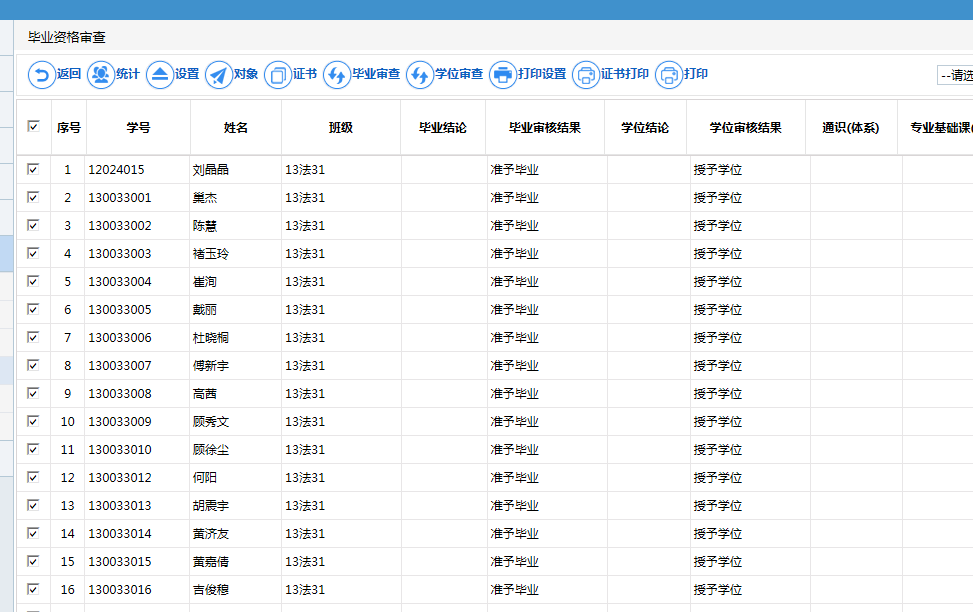 毕业资格审查
返回 统计 设置 对象 证书 毕业审查 学位审查 打印设置 证书打印 打印 --请选
序号 学号 姓名 班级 毕业结论 毕业审核结果 学位结论 学位审核结果 通识(体系) 专业基础课(
1 12024015 刘晶晶 13法31 准予毕业 授予学位
2 130033001 巢杰 13法31 准予毕业 授予学位
3 130033002 陈慧 13法31 准予毕业 授予学位
4 130033003 褚玉玲 13法31 准予毕业 授予学位
5 130033004 崔洵 13法31 准予毕业 授予学位
6 130033005 戴丽 13法31 准予毕业 授予学位
7 130033006 杜晓桐 13法31 准予毕业 授予学位
8 130033007 傅新宇 13法31 准予毕业 授予学位
9 130033008 高茜 13法31 准予毕业 授予学位
10 130033009 顾秀文 13法31 准予毕业 授予学位
11 130033010 顾徐尘 13法31 准予毕业 授予学位
12 130033012 何阳 13法31 准予毕业 授予学位
13 130033013 胡震宇 13法31 准予毕业 授予学位
14 130033014 黄济友 13法31 准予毕业 授予学位
15 130033015 黄嘉倩 13法31 准予毕业 授予学位
16 130033016 吉俊穆 13法31 准予毕业 授予学位